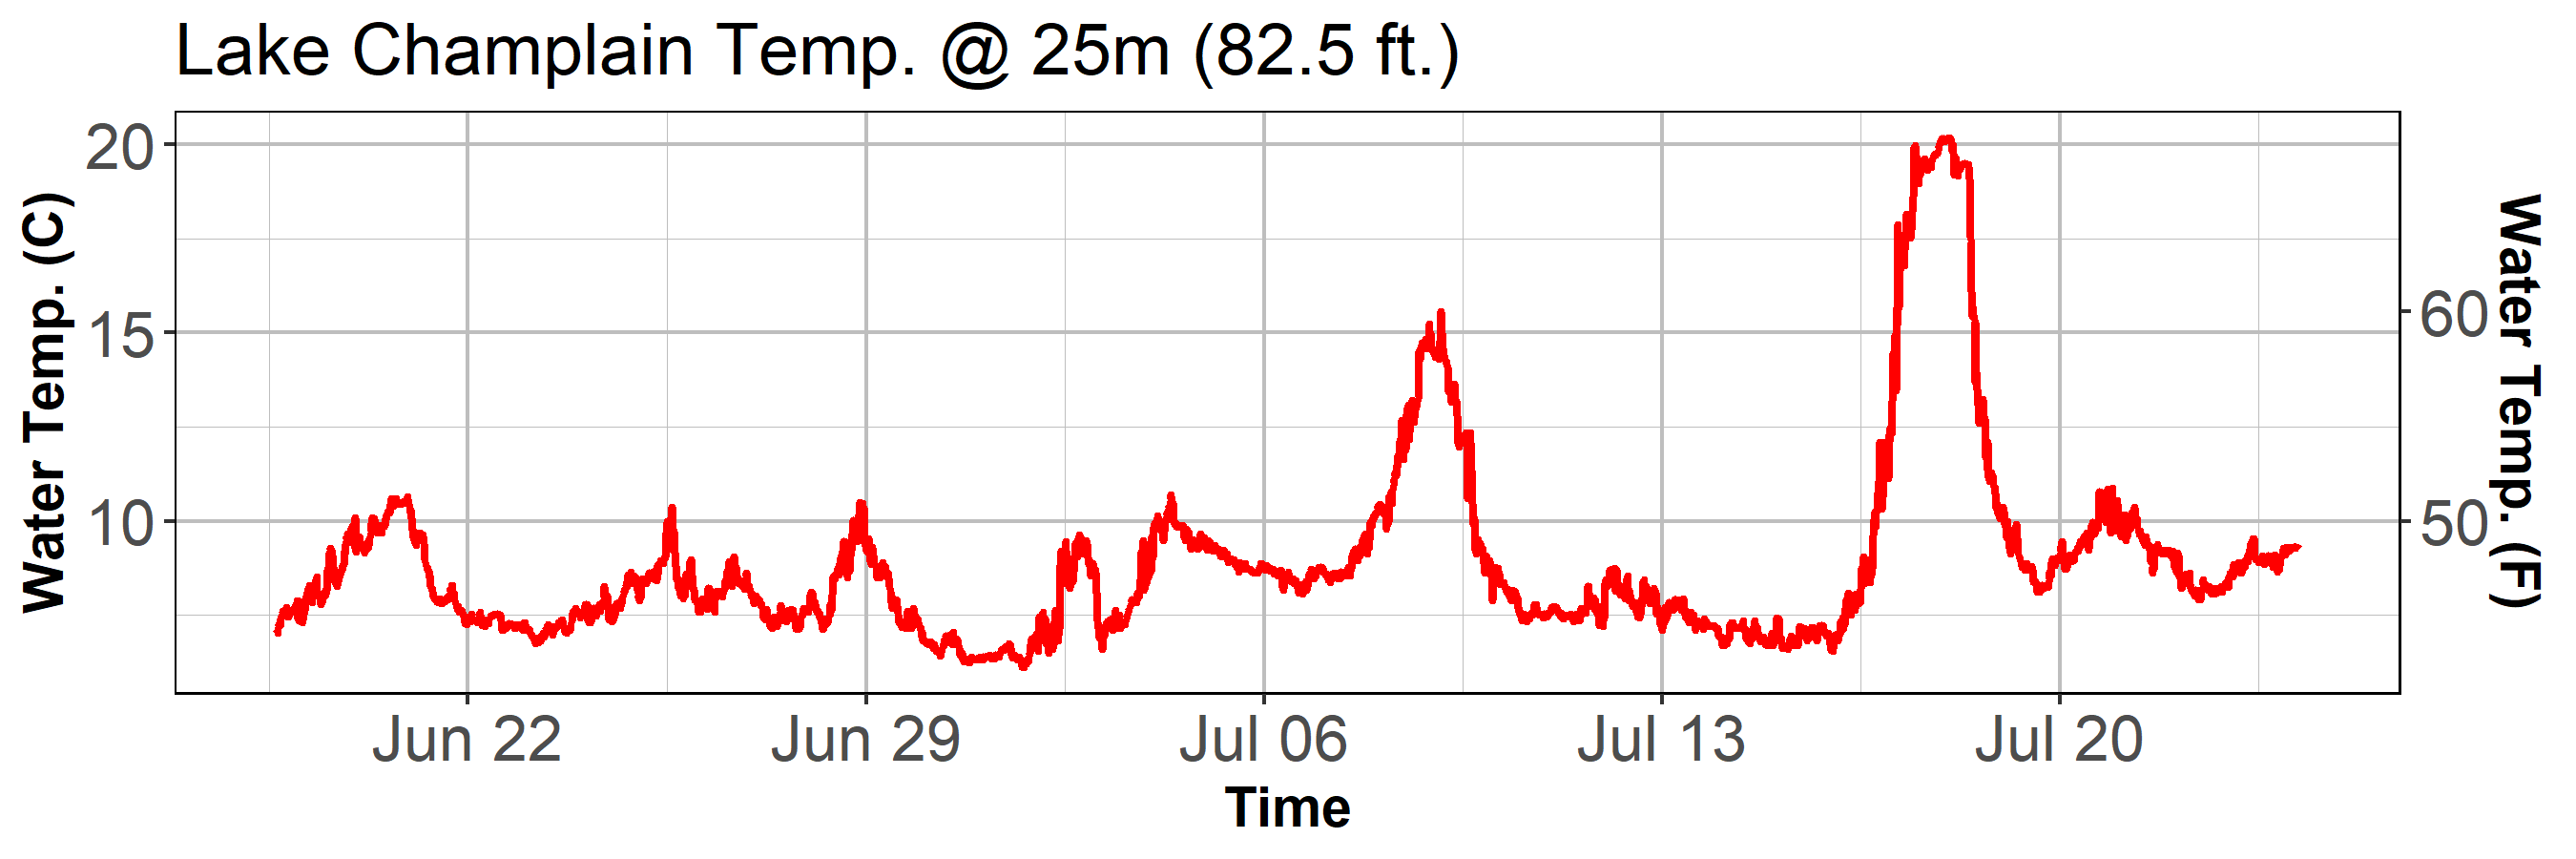 Lake Champlain Temp. @ 25m (82.5 ft.)
Water Temp. (C)
20
15
10
60
50
Water Temp. (F)
Jun 22 Jun 29 Jul 06 Jul 13 Jul 20
Time